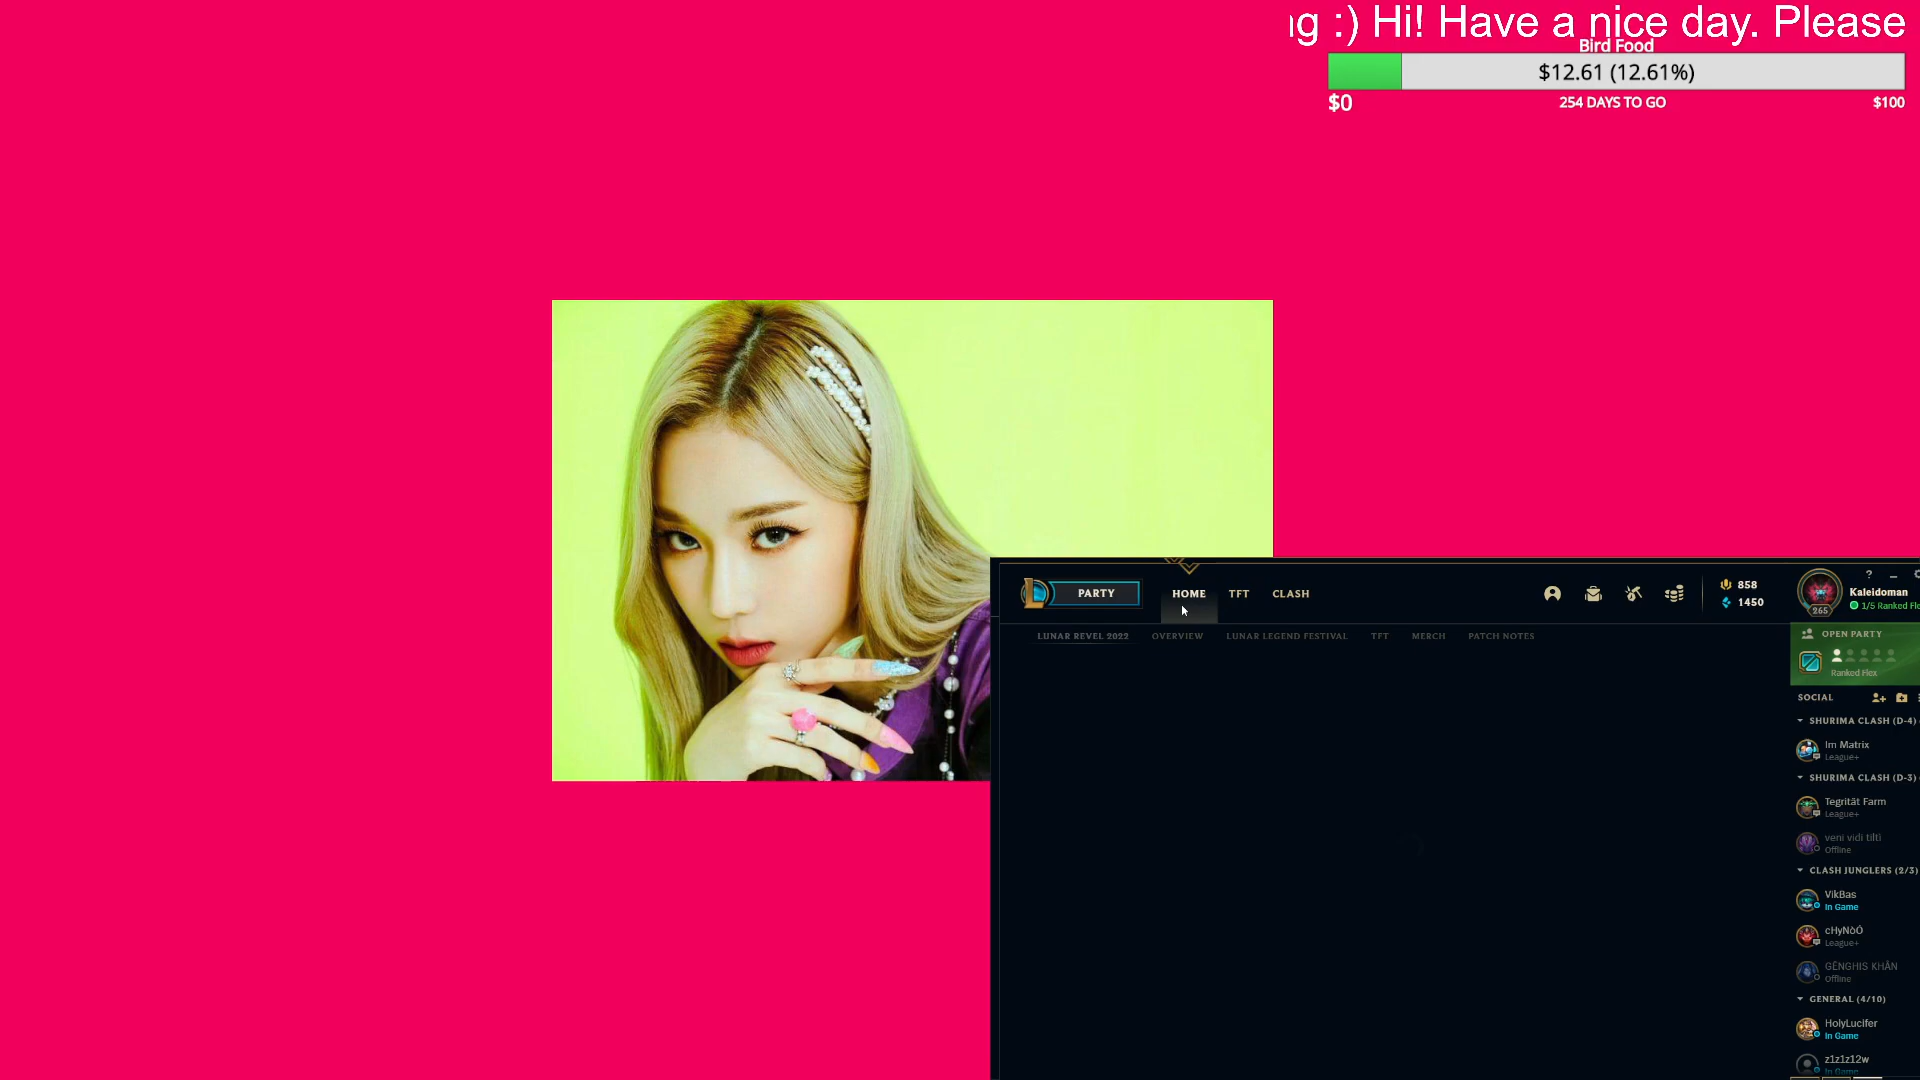 :) Hi! Have a nice day. Please
Bird Food
$12.61 (12.61%)
$0
254 DAYS TO GO
$100
PARTY
HOME
TFT
CLASH
858
1450
?
265
Kaleidoman
1/5 Ranked
LUNAR REVEL 2022
OVERVIEW
LUNAR LEGEND FESTIVAL
TFT
MERCH
PATCH NOTES
OPEN PARTY
Ranked Flex
SOCIAL
SHURIMA CLASH (D-4)
Im Matrix
League+
SHURIMA CLASH (D-3)
Tegrität Farm
League+
veni vidi tilti
Offline
CLASH JUNGLERS (2/3)
VikBas
In Game
cHyNòÓ
League+
GÉNGHIS KHÂN
Offline
GENERAL (4/10)
HolyLucifer
In Game
z1z1z12w
In Game